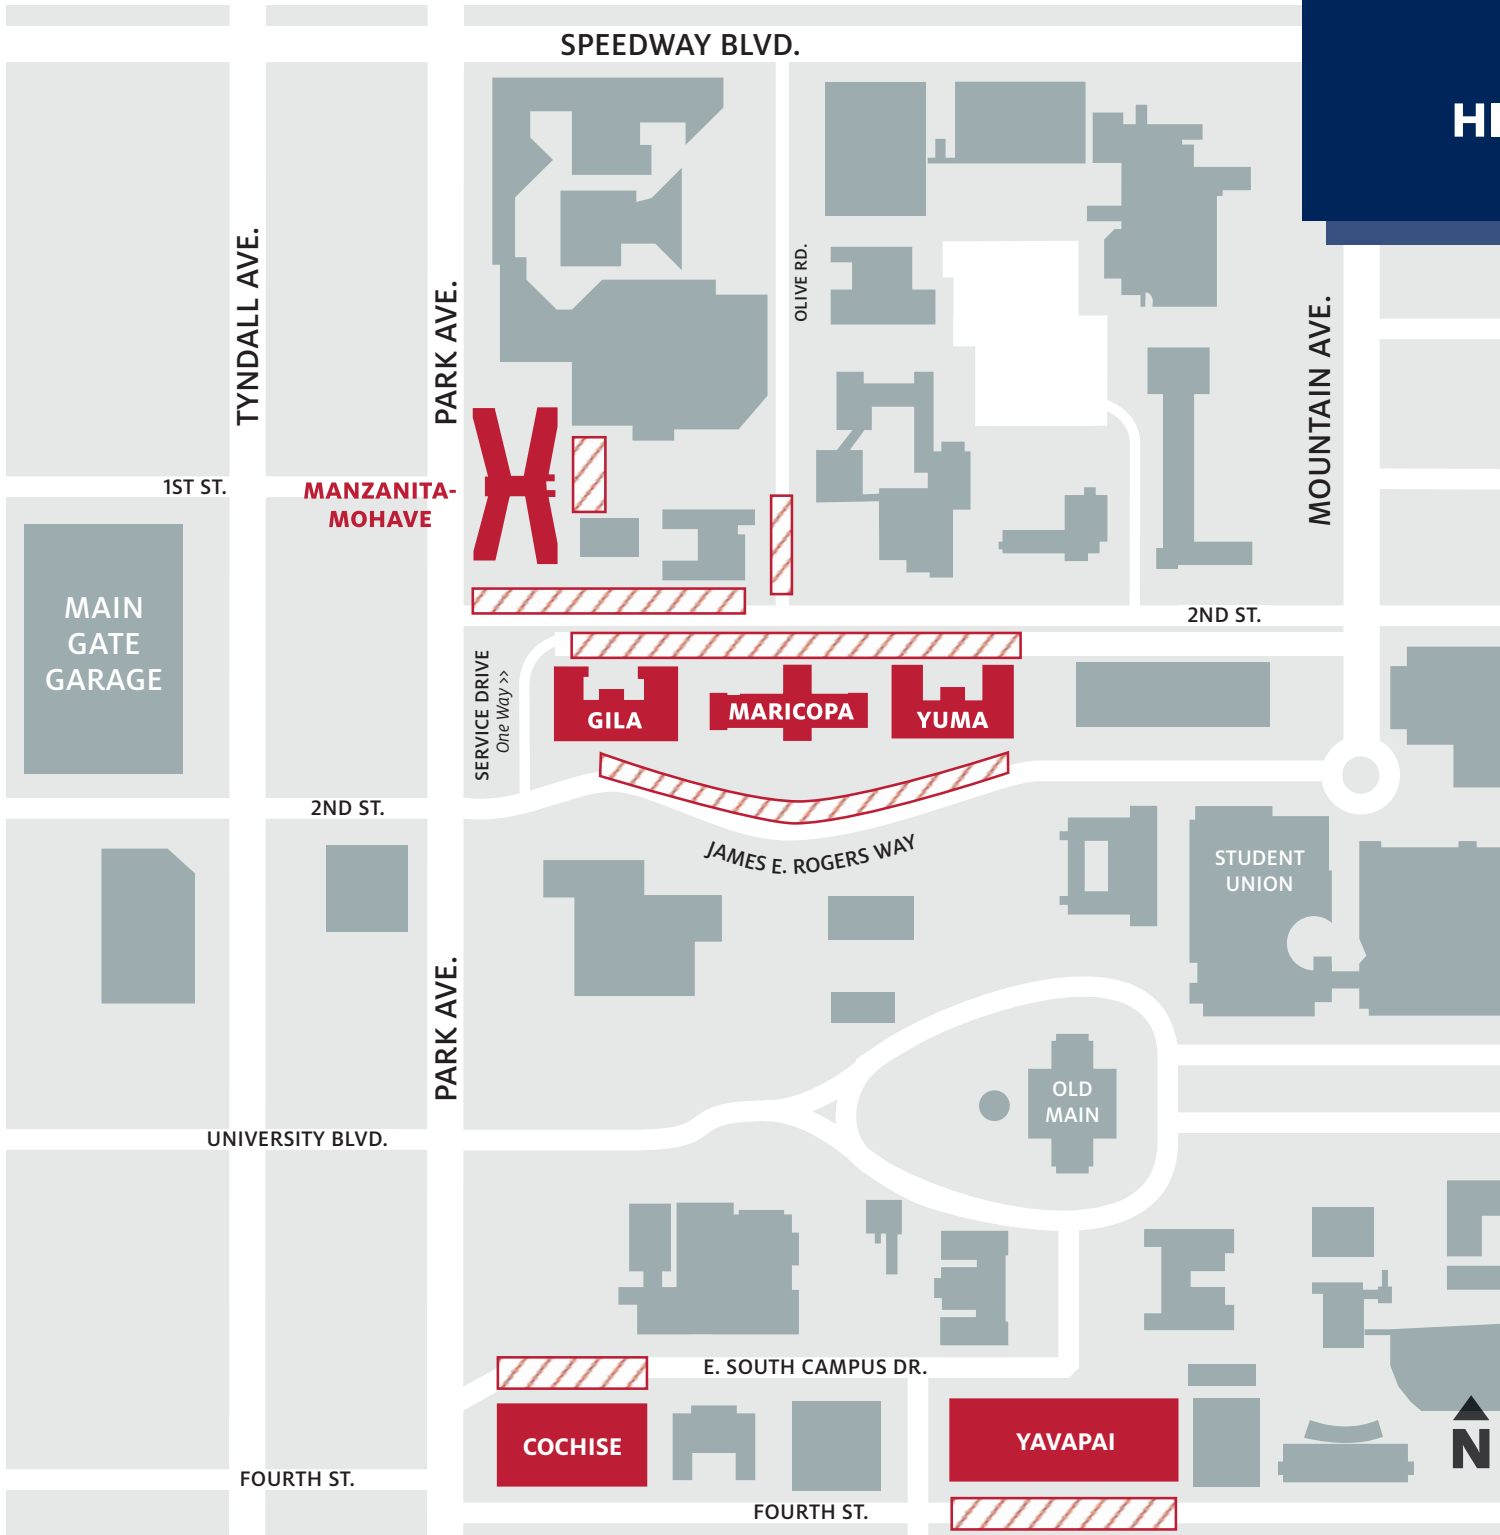 SPEEDWAY BLVD.
TYNDALL AVE.
PARK AVE.
OLIVE RD.
MOUNTAIN AVE.
1ST ST.
MANZANITA-
MOHAVE
MAIN
GATE
GARAGE
2ND ST.
SERVICE DRIVE
One Way >>
GILA
MARICOPA
YUMA
2ND ST.
JAMES E. ROGERS WAY
STUDENT
UNION
PARK AVE.
OLD
MAIN
UNIVERSITY BLVD.
E. SOUTH CAMPUS DR.
COCHISE
YAVAPAI
N
FOURTH ST.
FOURTH ST.